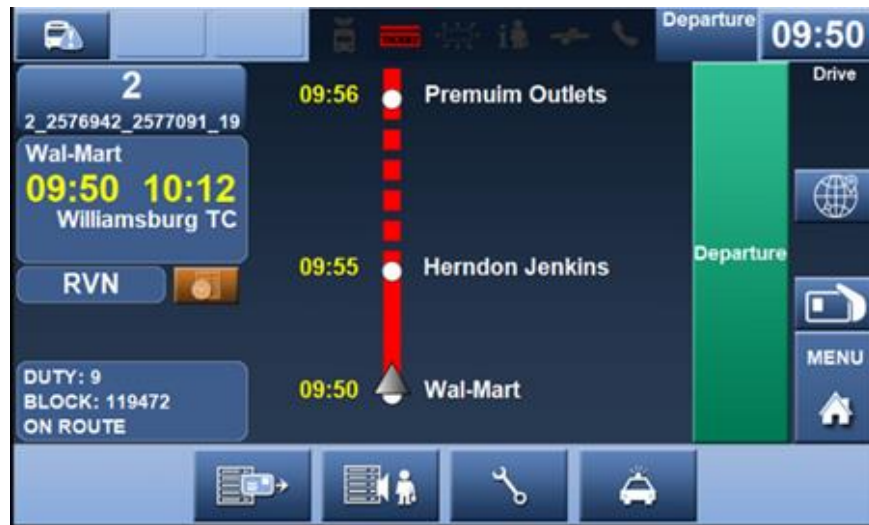 Departure
09:50
2
2_2576942_2577091_19
Wal-Mart
09:50 10:12
Williamsburg TC
RVN
DUTY: 9
BLOCK: 119472
ON ROUTE
09:56 Premuim Outlets
09:55 Herndon Jenkins
09:50 Wal-Mart
Departure
Drive
MENU